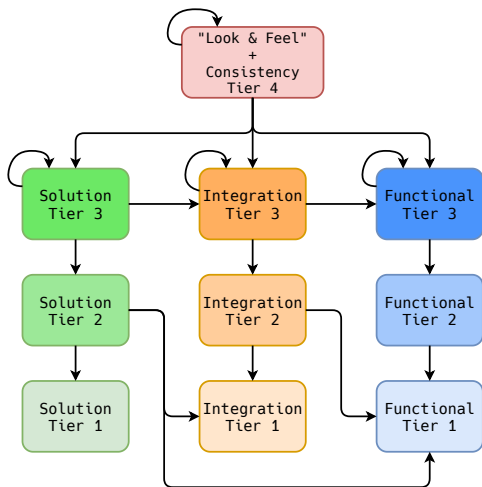 "Look & Feel"
+
Consistency
Tier 4
Solution
Tier 3
Integration
Tier 3
Functional
Tier 3
Solution
Tier 2
Integration
Tier 2
Functional
Tier 2
Solution
Tier 1
Integration
Tier 1
Functional
Tier 1